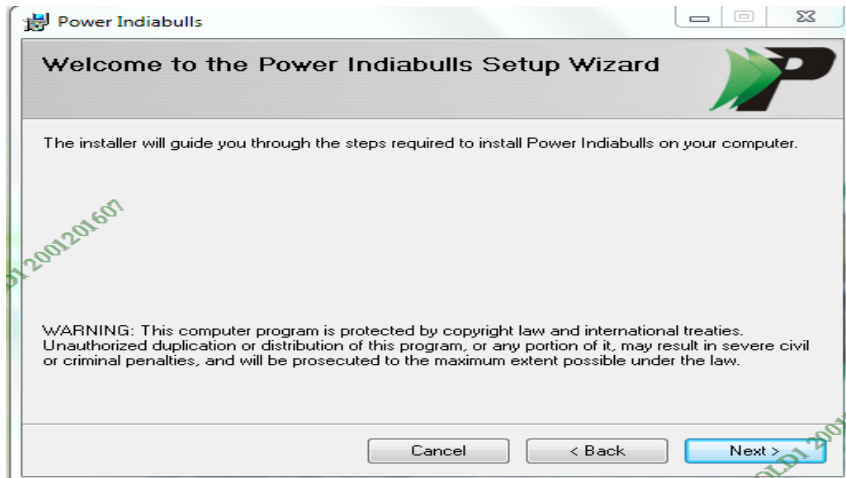 Power Indiabulls
Welcome to the Power Indiabulls Setup Wizard
The installer will guide you through the steps required to install Power Indiabulls on your computer.
2001201607
WARNING: This computer program is protected by copyright law and international treaties.
Unauthorized duplication or distribution of this program, or any portion of it, may result in severe civil
or criminal penalties, and will be prosecuted to the maximum extent possible under the law.
Cancel
< Back
Next >